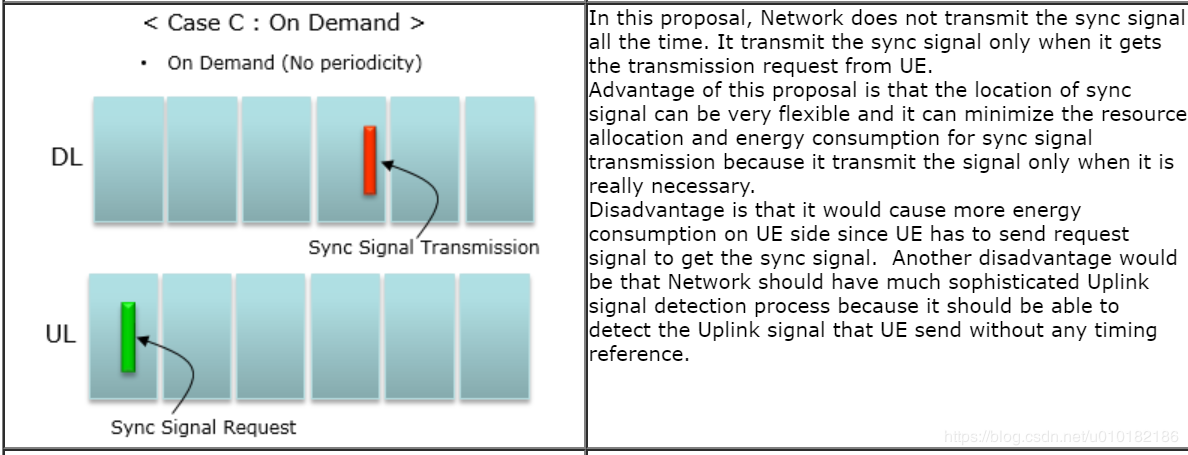 < Case C : On Demand >
• On Demand (No periodicity)
DL
Sync Signal Transmission
UL
Sync Signal Request
In this proposal, Network does not transmit the sync signal
all the time. It transmit the sync signal only when it gets
the transmission request from UE.
Advantage of this proposal is that the location of sync
signal can be very flexible and it can minimize the resource
allocation and energy consumption for sync signal
transmission because it transmit the signal only when it is
really necessary.
Disadvantage is that it would cause more energy
consumption on UE side since UE has to send request
signal to get the sync signal.  Another disadvantage would
be that Network should have much sophisticated Uplink
signal detection process because it should be able to
detect the Uplink signal that UE send without any timing
reference.
https://blog.csdn.net/u010182186